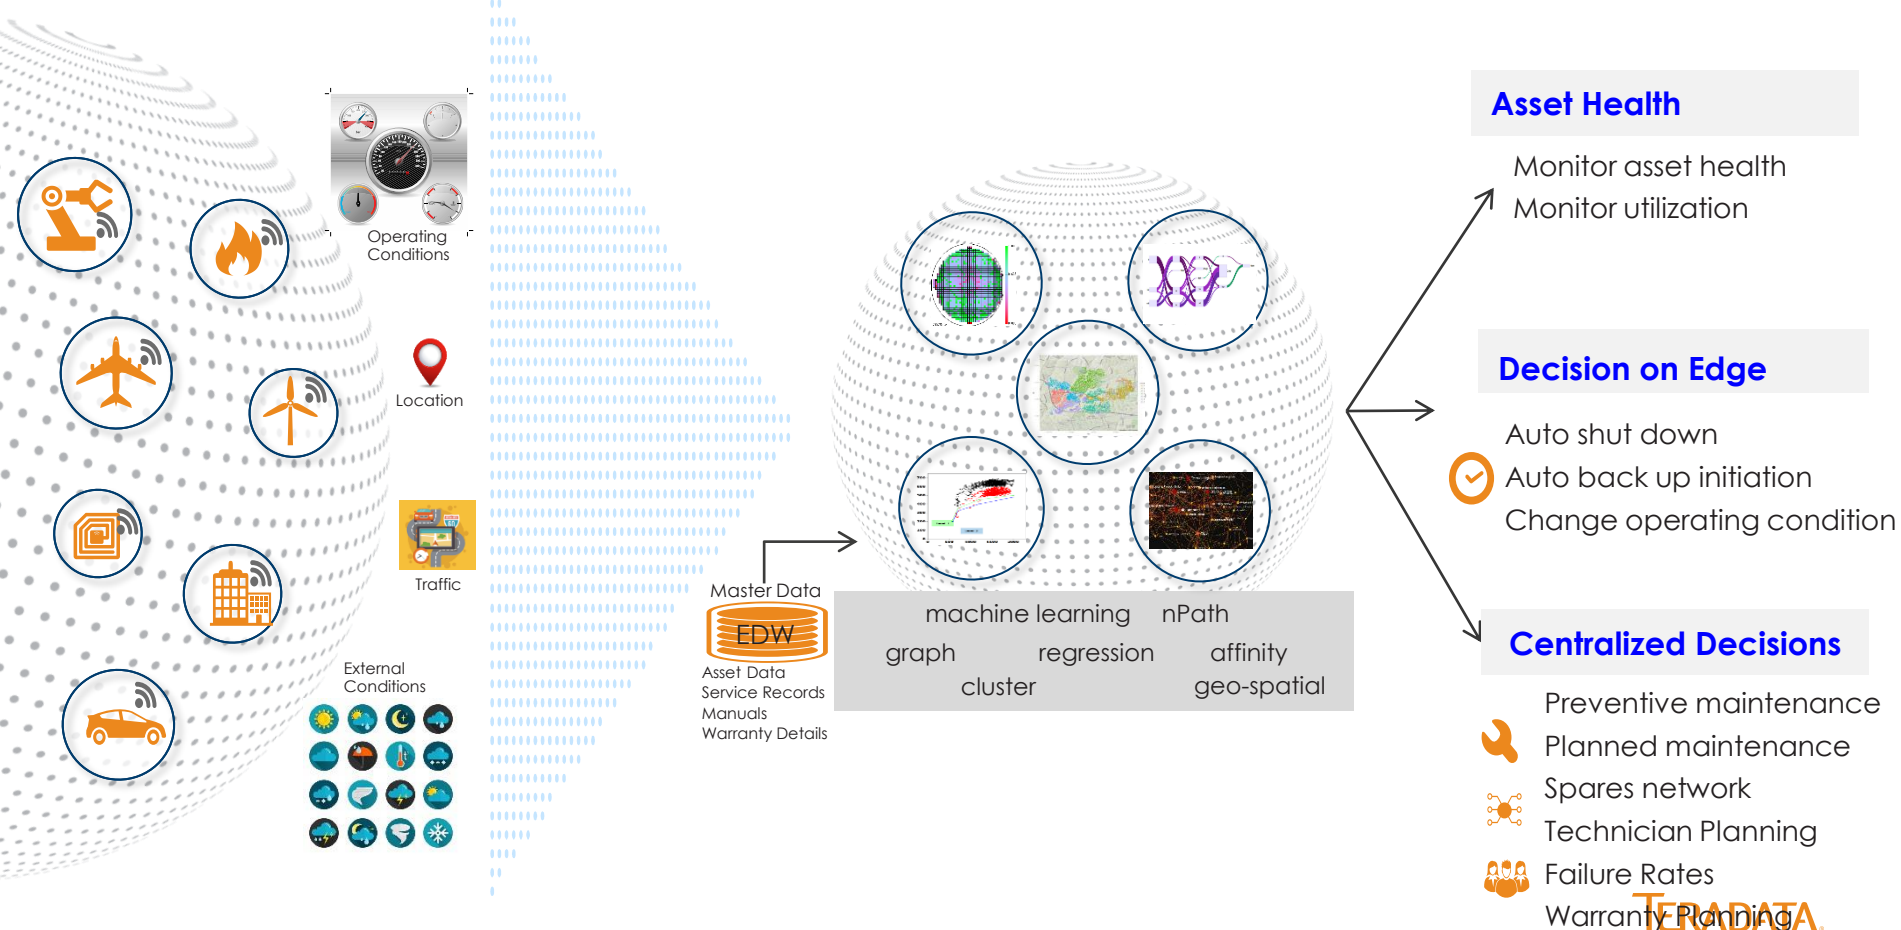 Operating
Conditions
Location
Traffic
External
Conditions
Master Data
EDW
Asset Data
Service Records
Manuals
Warranty Details
machine learning nPath
graph regression affinity
cluster geo-spatial
Asset Health
Monitor asset health
Monitor utilization
Decision on Edge
Auto shut down
Auto back up initiation
Change operating condition
Centralized Decisions
Preventive maintenance
Planned maintenance
Spares network
Technician Planning
Failure Rates
Warranty Planning
TERADATA.